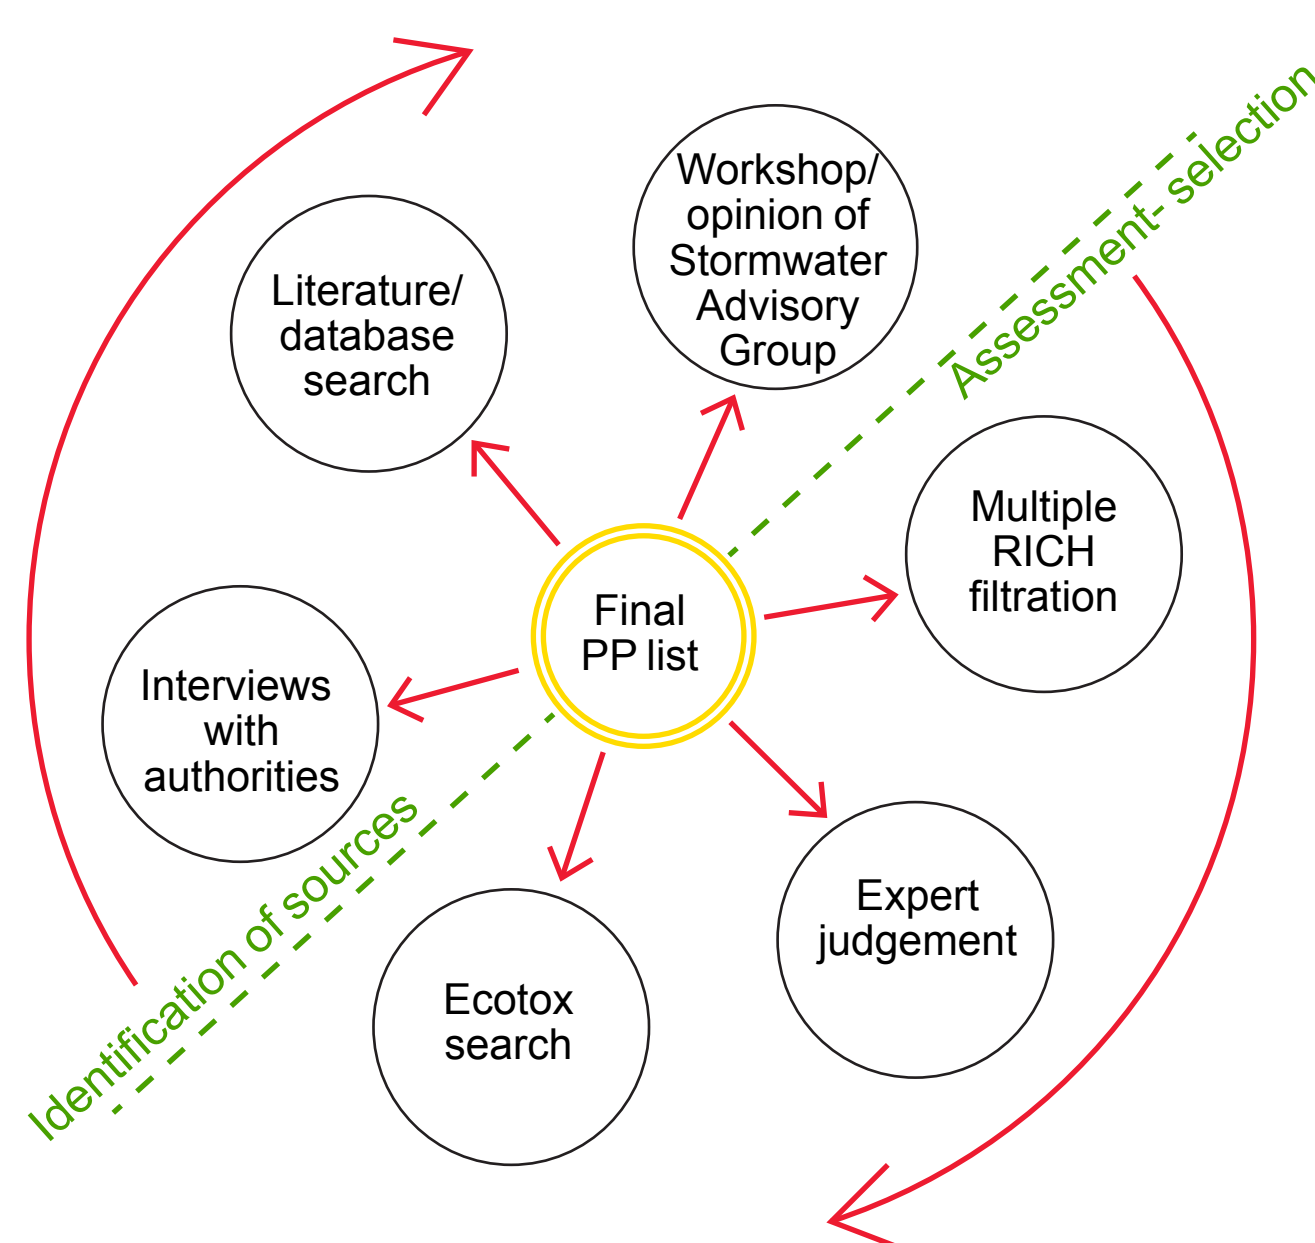 Workshop/
opinion of
Stormwater
Advisory
Group
Assessment- selection
Literature/
database
search
Multiple
RICH
filtration
Final
PP list
Interviews
with
authorities
Identification of sources
Expert
judgement
Ecotox
search